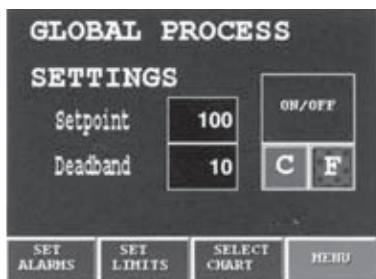 GLOBAL PROCESS
SETTINGS
ON/OFF
Setpoint 100
Deadband 10
C F
SET ALARMS
SET LIMITS
SELECT CHART
MENU